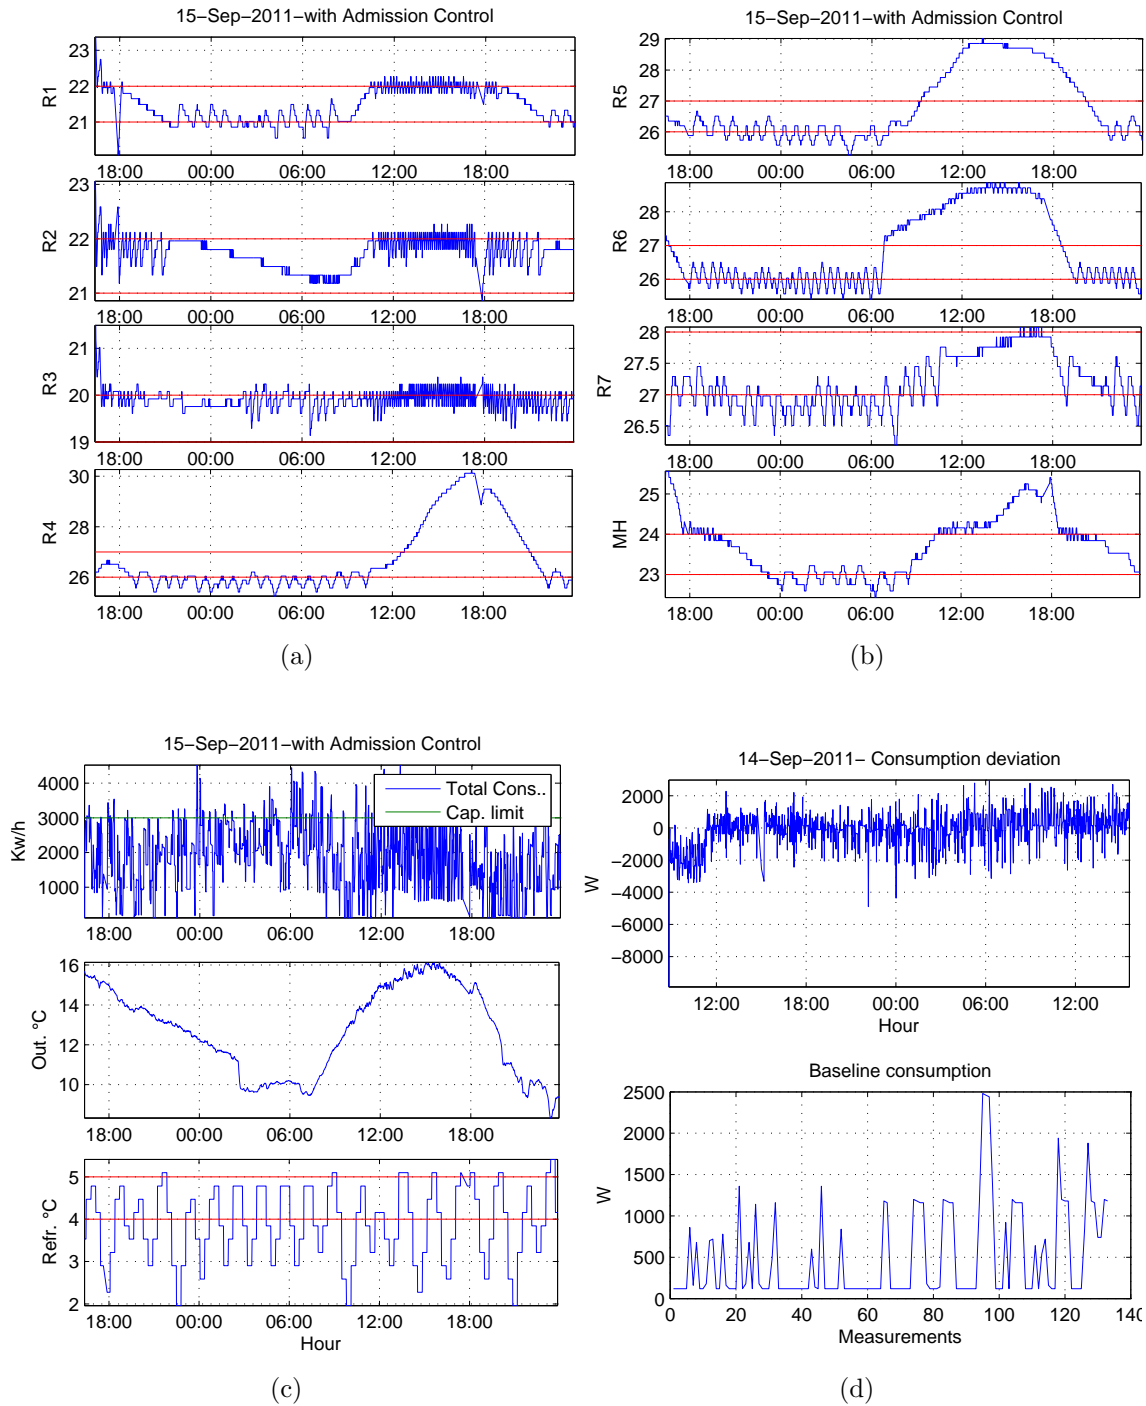 15-Sep-2011-with Admission Control
23
22
21
R1
18:00 00:00 06:00 12:00 18:00
23
22
21
R2
18:00 00:00 06:00 12:00 18:00
21
20
19
R3
18:00 00:00 06:00 12:00 18:00
30
28
26
R4
18:00 00:00 06:00 12:00 18:00
(a)
15-Sep-2011-with Admission Control
29
28
27
26
R5
18:00 00:00 06:00 12:00 18:00
28
27
26
R6
18:00 00:00 06:00 12:00 18:00
28
27.5
27
26.5
R7
18:00 00:00 06:00 12:00 18:00
25
24
23
MH
18:00 00:00 06:00 12:00 18:00
(b)
15-Sep-2011-with Admission Control
4000
3000
2000
1000
Kw/h
Total Cons..
Cap. limit
18:00 00:00 06:00 12:00 18:00
16
14
12
10
Out. °C
18:00 00:00 06:00 12:00 18:00
5
4
3
2
Refr. °C
18:00 00:00 06:00 12:00 18:00
Hour
(c)
14-Sep-2011- Consumption deviation
2000
0
-2000
-4000
-6000
-8000
W
12:00 18:00 00:00 06:00 12:00
Hour
Baseline consumption
2500
2000
1500
1000
500
0
W
0 20 40 60 80 100 120 140
Measurements
(d)